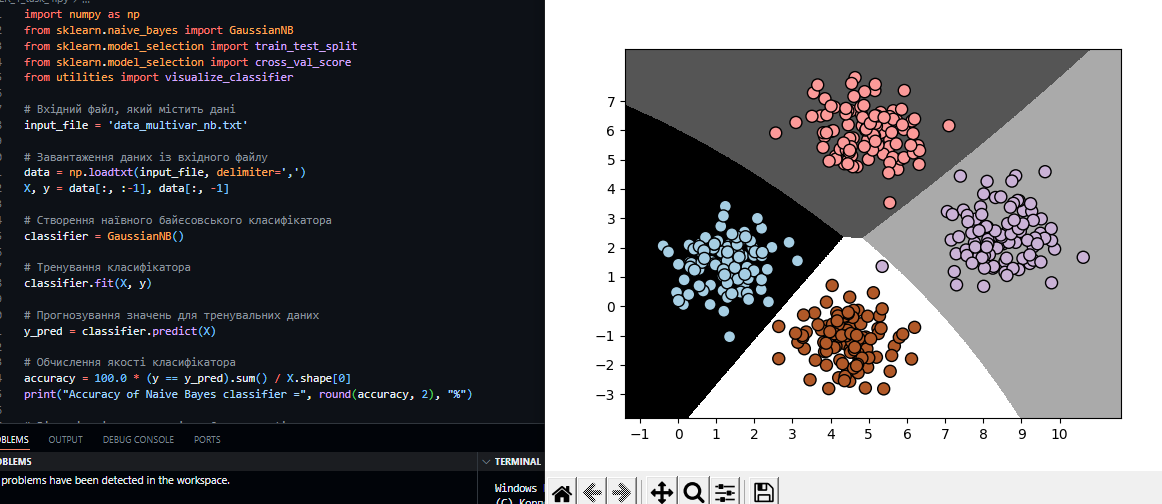 import numpy as np
from sklearn.naive_bayes import GaussianNB
from sklearn.model_selection import train_test_split
from sklearn.model_selection import cross_val_score
from utilities import visualize_classifier
# Вхідний файл, який містить дані
input_file = 'data_multivar_nb.txt'
# Завантаження даних із вхідного файлу
data = np.loadtxt(input_file, delimiter=',')
X, y = data[:, :-1], data[:, -1]
# Створення наївного байєсовського класифікатора
classifier = GaussianNB()
# Тренування класифікатора
classifier.fit(X, y)
# Прогнозування значень для тренувальних даних
y_pred = classifier.predict(X)
# Обчислення якості класифікатора
accuracy = 100.0 * (y == y_pred).sum() / X.shape[0]
print("Accuracy of Naive Bayes classifier =", round(accuracy, 2), "%")
OBLEMS OUTPUT DEBUG CONSOLE PORTS
OBLEMS
problems have been detected in the workspace.
TERMINAL
Windows
(C) Корп
7
6
5
4
3
2
1
0
−1
−2
−3
−1 0 1 2 3 4 5 6 7 8 9 10